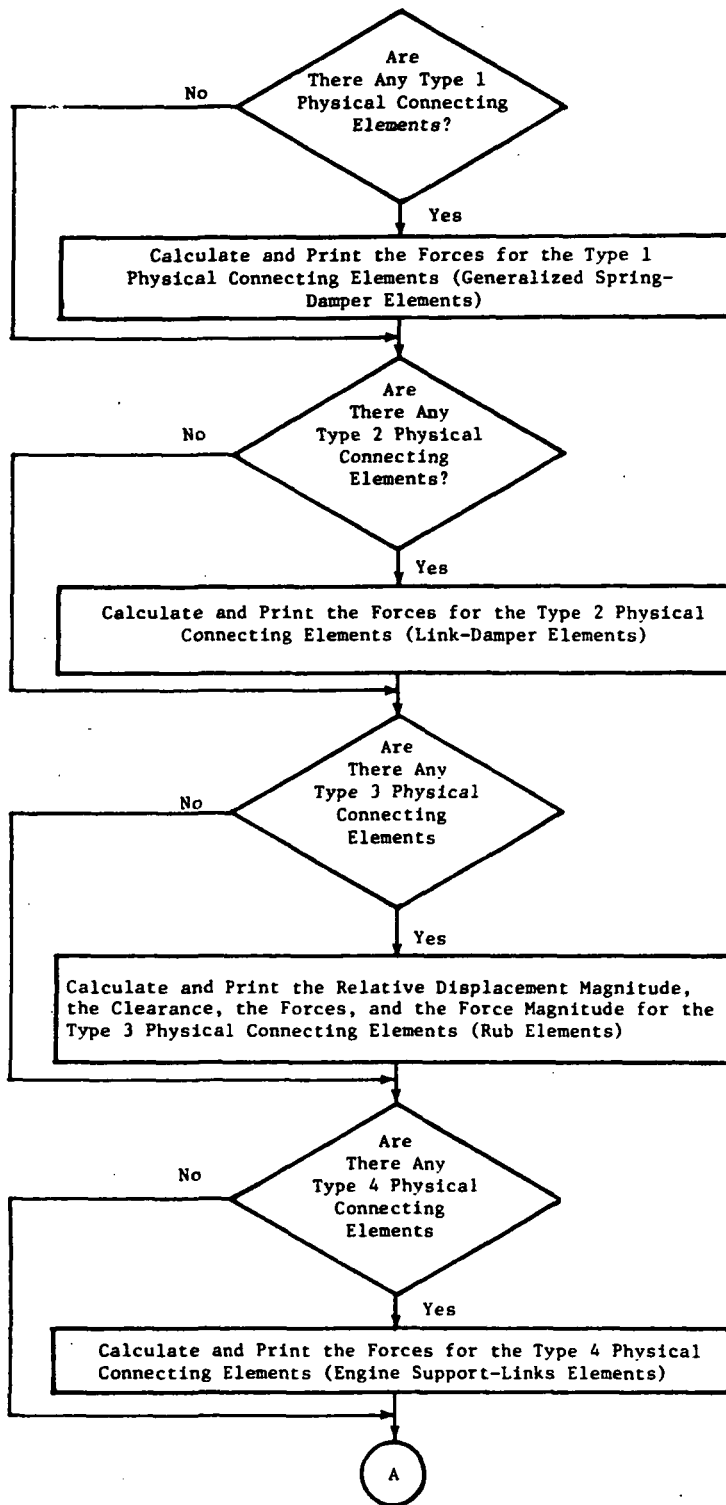 Are
There Any Type 1
Physical Connecting
Elements?
No
Yes
Calculate and Print the Forces for the Type 1
Physical Connecting Elements (Generalized Spring-
Damper Elements)
Are
There Any
Type 2 Physical
Connecting
Elements?
No
Yes
Calculate and Print the Forces for the Type 2 Physical
Connecting Elements (Link-Damper Elements)
Are
There Any
Type 3 Physical
Connecting
Elements
No
Yes
Calculate and Print the Relative Displacement Magnitude,
the Clearance, the Forces, and the Force Magnitude for the
Type 3 Physical Connecting Elements (Rub Elements)
Are
There Any
Type 4 Physical
Connecting
Elements
No
Yes
Calculate and Print the Forces for the Type 4 Physical
Connecting Elements (Engine Support-Links Elements)
A